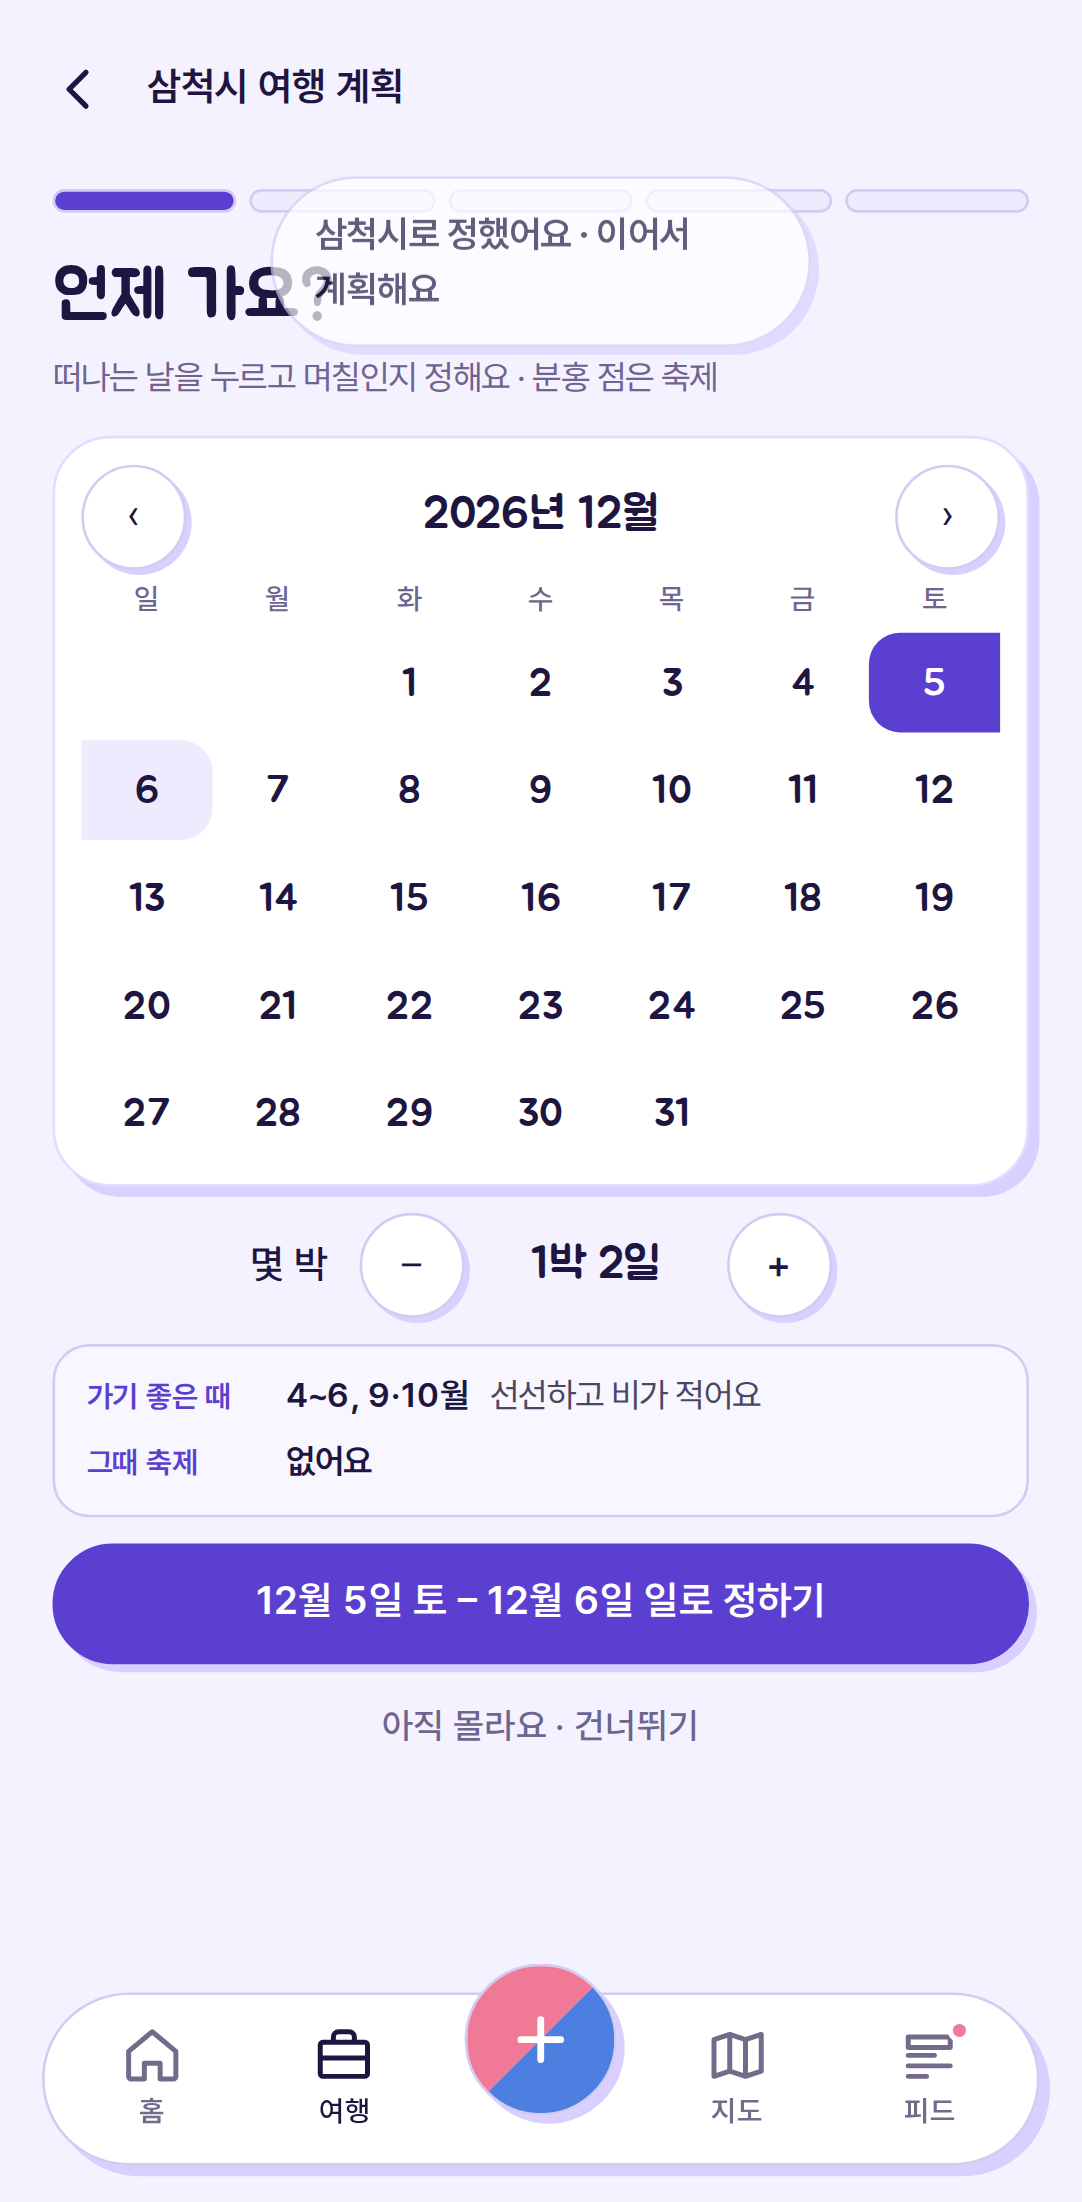 삼척시 여행 계획
삼척시로 정했어요 · 이어서
계획해요
언제 가요?
떠나는 날을 누르고 며칠인지 정해요 · 분홍 점은 축제
‹ 2026년 12월 ›
일 월 화 수 목 금 토
1 2 3 4 5
6 7 8 9 10 11 12
13 14 15 16 17 18 19
20 21 22 23 24 25 26
27 28 29 30 31
몇 박 − 1박 2일 +
가기 좋은 때 4~6, 9·10월 선선하고 비가 적어요
그때 축제 없어요
12월 5일 토 – 12월 6일 일로 정하기
아직 몰라요 · 건너뛰기
홈 여행 지도 피드